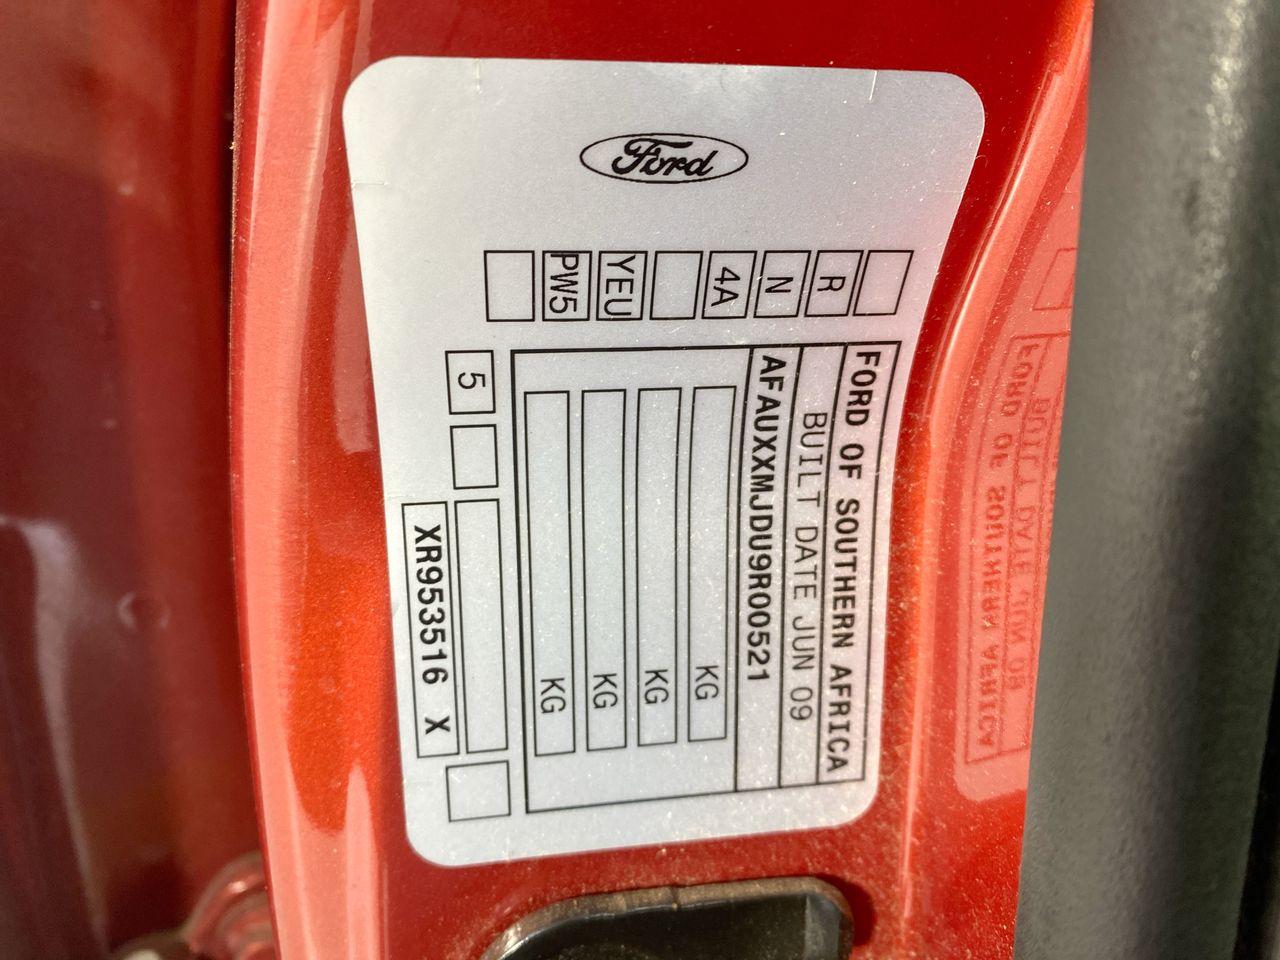 Ford
R
N
4A
YEU
PW5
FORD OF SOUTHERN AFRICA
BUILT DATE JUN 09
AFAUXXMJDU9R00521
KG
KG
KG
KG
5
XR953516 X